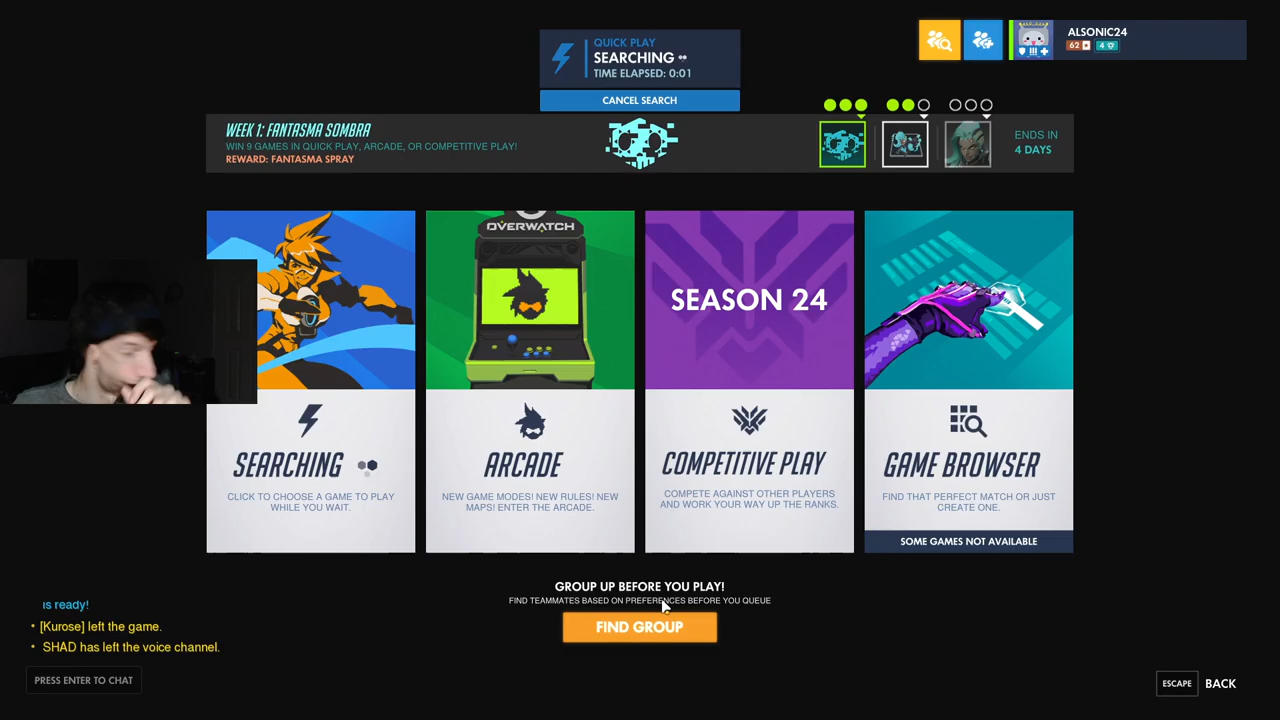 QUICK PLAY
SEARCHING
TIME ELAPSED: 0:01
CANCEL SEARCH
ALSONIC24
62
4
WEEK 1: FANTASMA SOMBRA
WIN 9 GAMES IN QUICK PLAY, ARCADE, OR COMPETITIVE PLAY!
REWARD: FANTASMA SPRAY
ENDS IN
4 DAYS
OVERWATCH
SEASON 24
SEARCHING
CLICK TO CHOOSE A GAME TO PLAY
WHILE YOU WAIT.
ARCADE
NEW GAME MODES! NEW RULES! NEW
MAPS! ENTER THE ARCADE.
COMPETITIVE PLAY
COMPETE AGAINST OTHER PLAYERS
AND WORK YOUR WAY UP THE RANKS.
GAME BROWSER
FIND THAT PERFECT MATCH OR JUST
CREATE ONE.
SOME GAMES NOT AVAILABLE
GROUP UP BEFORE YOU PLAY!
FIND TEAMMATES BASED ON PREFERENCES BEFORE YOU QUEUE
FIND GROUP
is ready!
[Kurose] left the game.
SHAD has left the voice channel.
PRESS ENTER TO CHAT
ESCAPE BACK